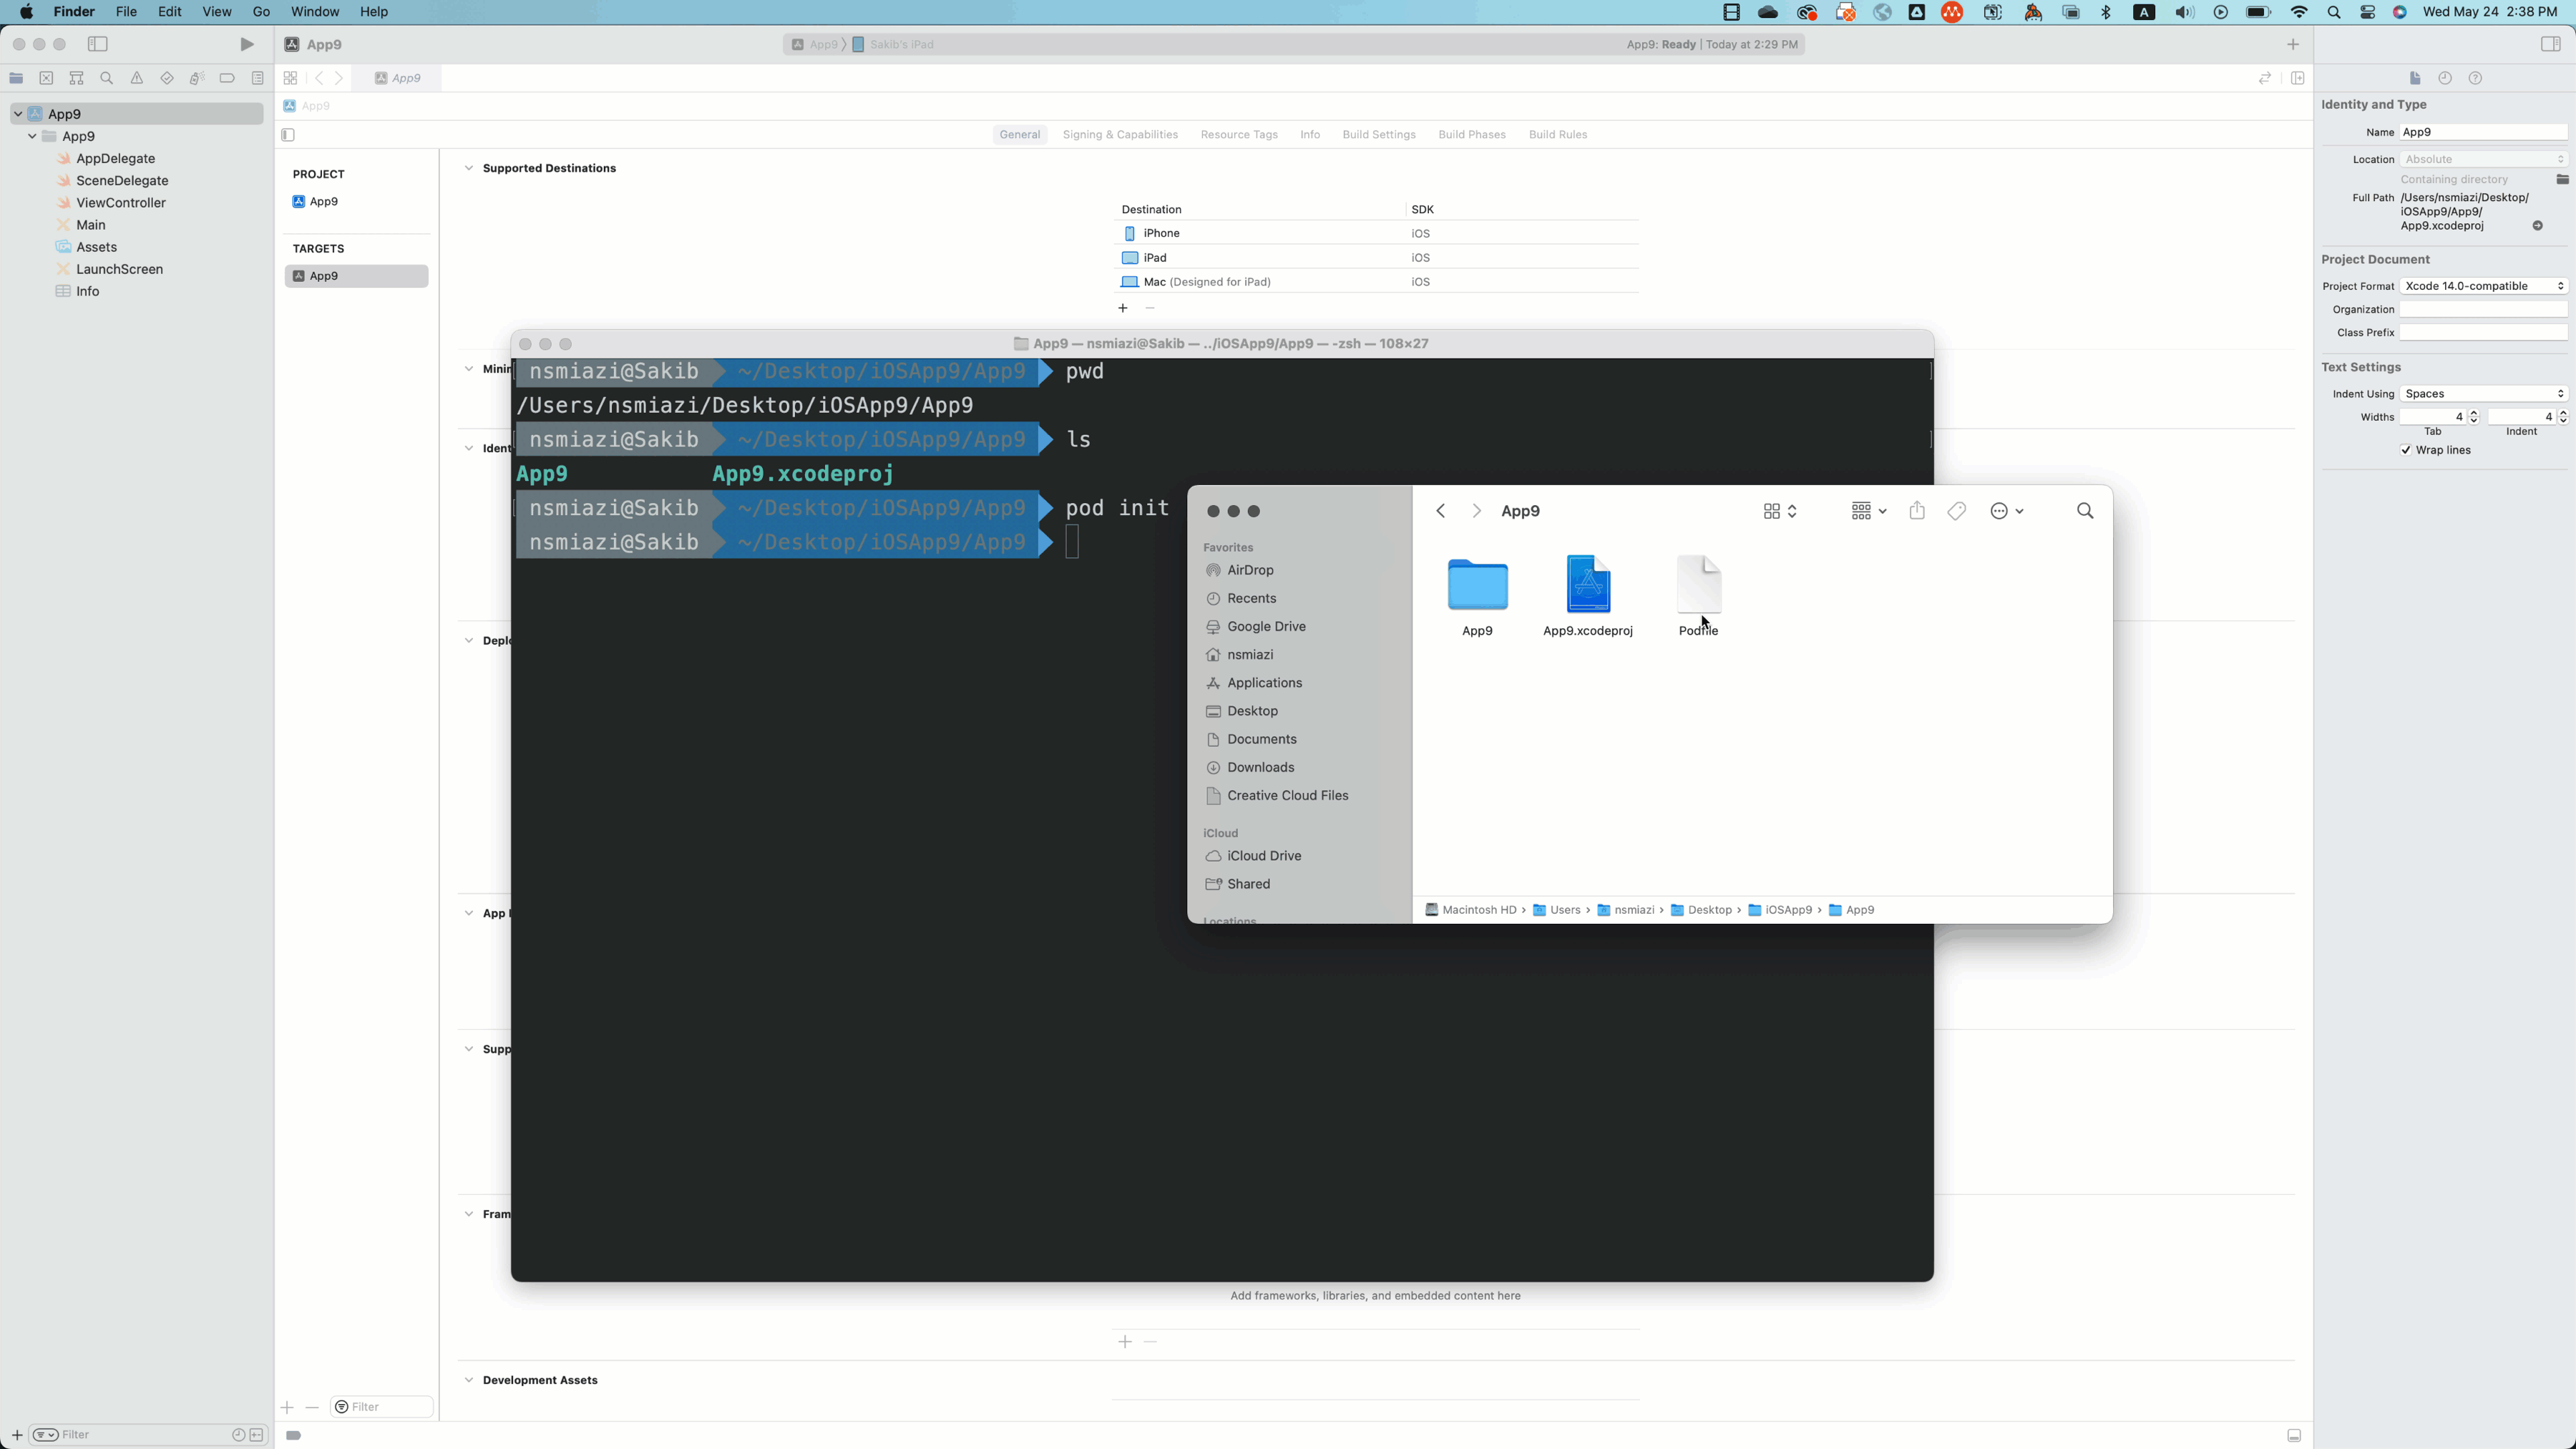 Finder File Edit View Go Window Help
A
Wed May 24 2:38 PM
App9
App9 〉 Sakib's iPad
App9: Ready | Today at 2:29 PM
App9
App9
General Signing & Capabilities Resource Tags Info Build Settings Build Phases Build Rules
App9
App9
AppDelegate
SceneDelegate
ViewController
Main
Assets
LaunchScreen
Info
Filter
PROJECT
App9
TARGETS
App9
Filter
Supported Destinations
Destination SDK
iPhone iOS
iPad iOS
Mac (Designed for iPad) iOS
Minin
Ident
Deplo
App I
Supp
Fram
Add frameworks, libraries, and embedded content here
Development Assets
App9 — nsmiazi@Sakib — ../iOSApp9/App9 — -zsh — 108×27
nsmiazi@Sakib ~/Desktop/iOSApp9/App9 pwd
/Users/nsmiazi/Desktop/iOSApp9/App9
nsmiazi@Sakib ~/Desktop/iOSApp9/App9 ls
App9 App9.xcodeproj
nsmiazi@Sakib ~/Desktop/iOSApp9/App9 pod init
nsmiazi@Sakib ~/Desktop/iOSApp9/App9
App9
Favorites
AirDrop
Recents
Google Drive
nsmiazi
Applications
Desktop
Documents
Downloads
Creative Cloud Files
iCloud
iCloud Drive
Shared
Locations
App9 App9.xcodeproj Podfile
Macintosh HD › Users › nsmiazi › Desktop › iOSApp9 › App9
Identity and Type
Name App9
Location Absolute
Containing directory
Full Path /Users/nsmiazi/Desktop/
iOSApp9/App9/
App9.xcodeproj
Project Document
Project Format Xcode 14.0-compatible
Organization
Class Prefix
Text Settings
Indent Using Spaces
Widths 4 4
Tab Indent
Wrap lines